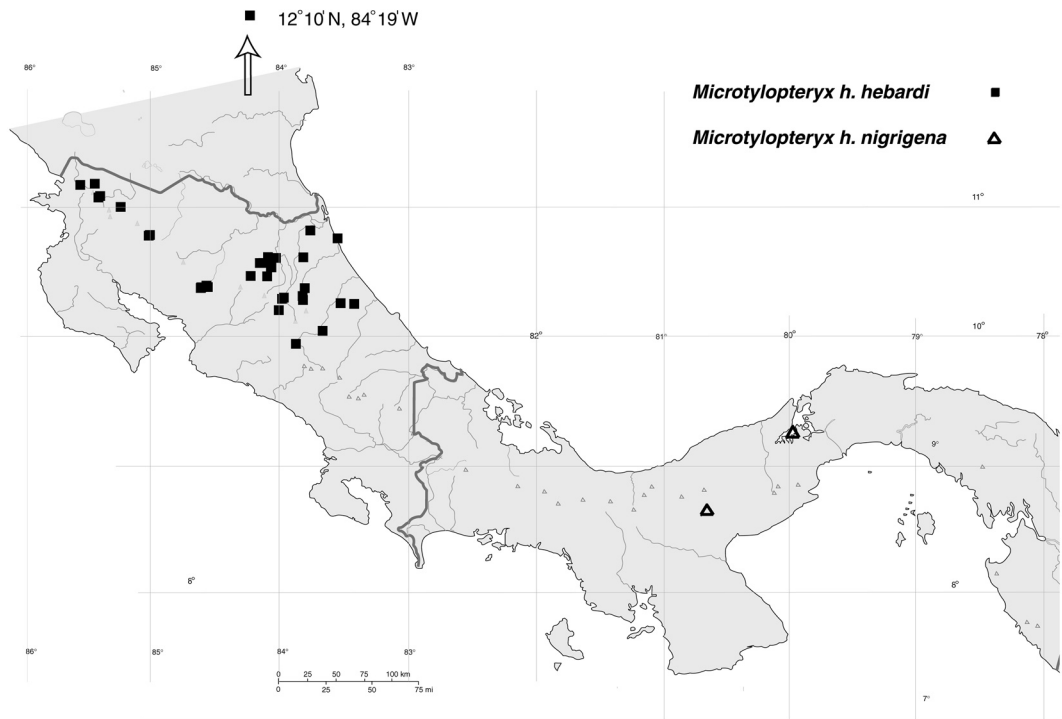 12°10'N, 84°19'W
86° 85° 84° 83°
Microtylopteryx h. hebardi
Microtylopteryx h. nigrigena
11°
82° 81° 80° 79° 10° 78°
9°
8° 8°
86° 85° 84° 83°
0 25 50 75 100 km
0 25 50 75 mi
7°